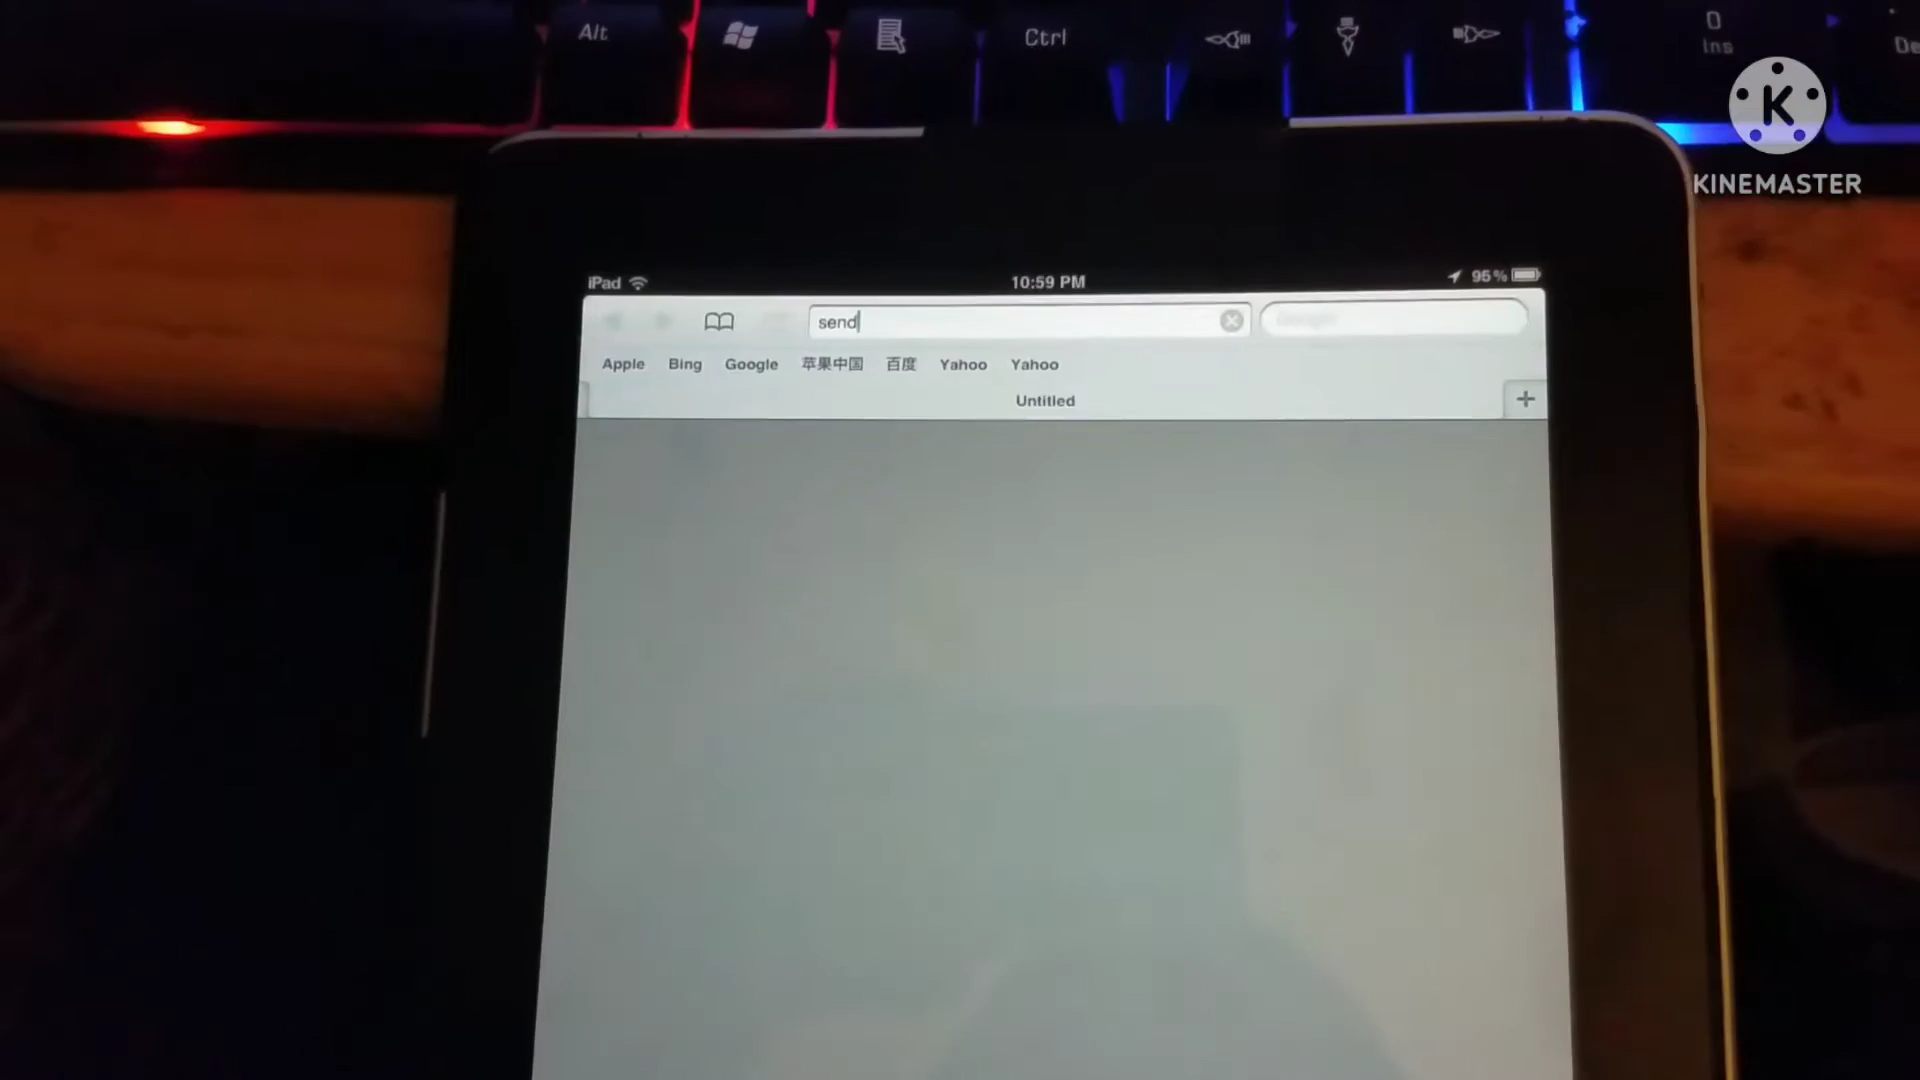 Alt
Ctrl
0
Ins
K
KINEMASTER
iPad 10:59 PM 95%
send
Apple Bing Google 苹果中国 百度 Yahoo Yahoo
Untitled